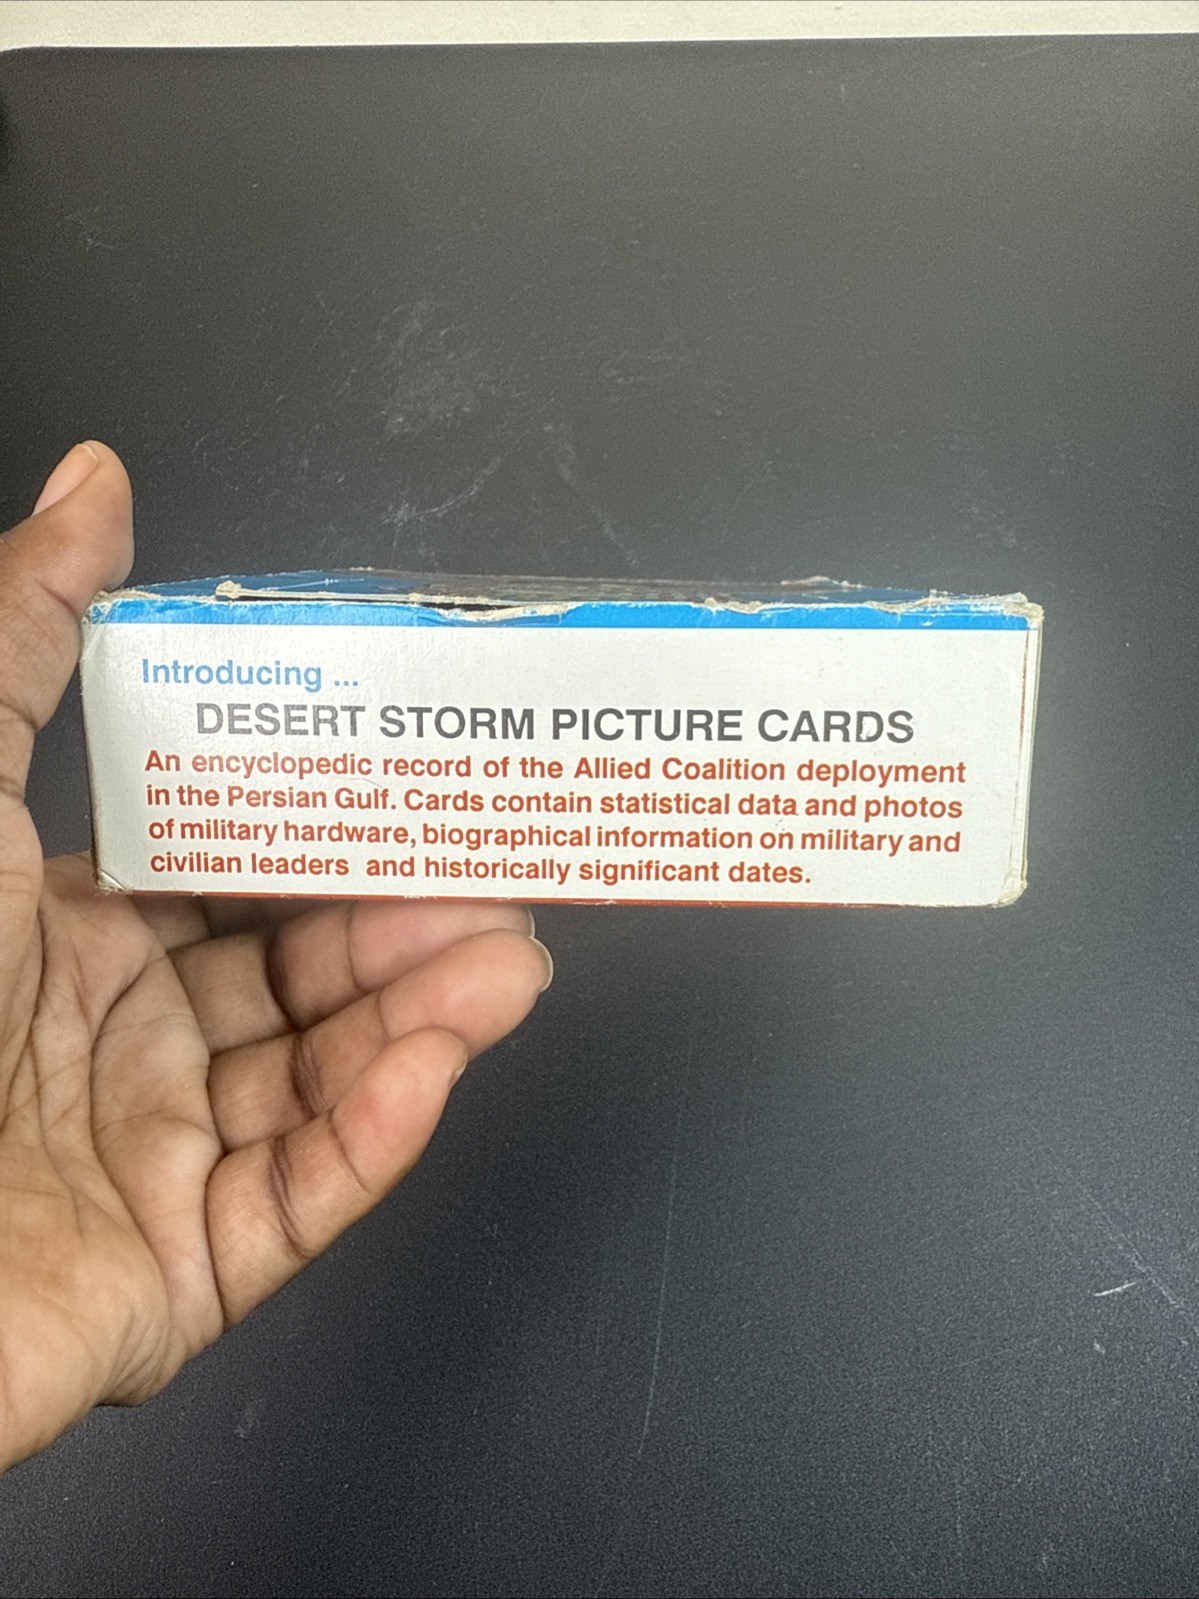 Introducing ...
DESERT STORM PICTURE CARDS
An encyclopedic record of the Allied Coalition deployment
in the Persian Gulf. Cards contain statistical data and photos
of military hardware, biographical information on military and
civilian leaders and historically significant dates.